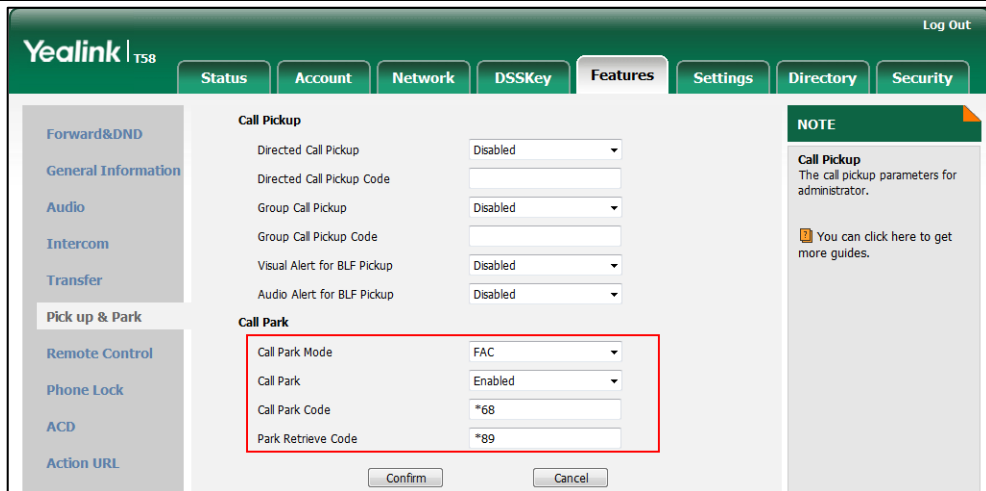 Log Out
Yealink | T58
Status Account Network DSSKey Features Settings Directory Security
Forward&DND
General Information
Audio
Intercom
Transfer
Pick up & Park
Remote Control
Phone Lock
ACD
Action URL
Call Pickup
Directed Call Pickup Disabled
Directed Call Pickup Code
Group Call Pickup Disabled
Group Call Pickup Code
Visual Alert for BLF Pickup Disabled
Audio Alert for BLF Pickup Disabled
Call Park
Call Park Mode FAC
Call Park Enabled
Call Park Code *68
Park Retrieve Code *89
Confirm Cancel
NOTE
Call Pickup
The call pickup parameters for
administrator.
You can click here to get
more guides.